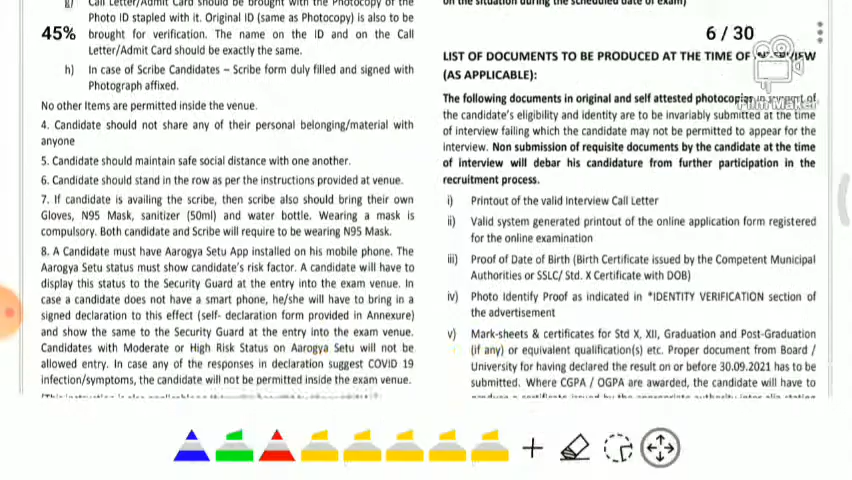 g) Call Letter/Admit Card should be brought with the Photocopy of the
Photo ID stapled with it. Original ID (same as Photocopy) is also to be
45%
brought for verification. The name on the ID and on the Call
Letter/Admit Card should be exactly the same.
h) In case of Scribe Candidates – Scribe form duly filled and signed with
Photograph affixed.
No other Items are permitted inside the venue.
4. Candidate should not share any of their personal belonging/material with
anyone
5. Candidate should maintain safe social distance with one another.
6. Candidate should stand in the row as per the instructions provided at venue.
7. If candidate is availing the scribe, then scribe also should bring their own
Gloves, N95 Mask, sanitizer (50ml) and water bottle. Wearing a mask is
compulsory. Both candidate and Scribe will require to be wearing N95 Mask.
8. A Candidate must have Aarogya Setu App installed on his mobile phone. The
Aarogya Setu status must show candidate's risk factor. A candidate will have to
display this status to the Security Guard at the entry into the exam venue. In
case a candidate does not have a smart phone, he/she will have to bring in a
signed declaration to this effect (self- declaration form provided in Annexure)
and show the same to the Security Guard at the entry into the exam venue.
Candidates with Moderate or High Risk Status on Aarogya Setu will not be
allowed entry. In case any of the responses in declaration suggest COVID 19
infection/symptoms, the candidate will not be permitted inside the exam venue.
on the situation during the scheduled date of exam)
6 / 30
LIST OF DOCUMENTS TO BE PRODUCED AT THE TIME OF INTERVIEW
(AS APPLICABLE):
Film Maker
The following documents in original and self attested photocopies in support of
the candidate's eligibility and identity are to be invariably submitted at the time
of interview failing which the candidate may not be permitted to appear for the
interview. Non submission of requisite documents by the candidate at the time
of interview will debar his candidature from further participation in the
recruitment process.
i) Printout of the valid Interview Call Letter
ii) Valid system generated printout of the online application form registered
for the online examination
iii) Proof of Date of Birth (Birth Certificate issued by the Competent Municipal
Authorities or SSLC/ Std. X Certificate with DOB)
iv) Photo Identify Proof as indicated in *IDENTITY VERIFICATION section of
the advertisement
v) Mark-sheets & certificates for Std X, XII, Graduation and Post-Graduation
(if any) or equivalent qualification(s) etc. Proper document from Board /
University for having declared the result on or before 30.09.2021 has to be
submitted. Where CGPA / OGPA are awarded, the candidate will have to